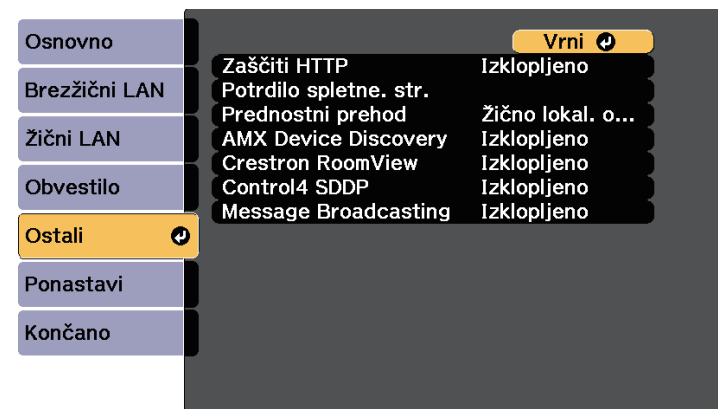 Osnovno
Brezžični LAN
Žični LAN
Obvestilo
Ostali
Ponastavi
Končano
Vrni
Zaščiti HTTP Izklopljeno
Potrdilo spletne. str.
Prednostni prehod Žično lokal. o...
AMX Device Discovery Izklopljeno
Crestron RoomView Izklopljeno
Control4 SDDP Izklopljeno
Message Broadcasting Izklopljeno